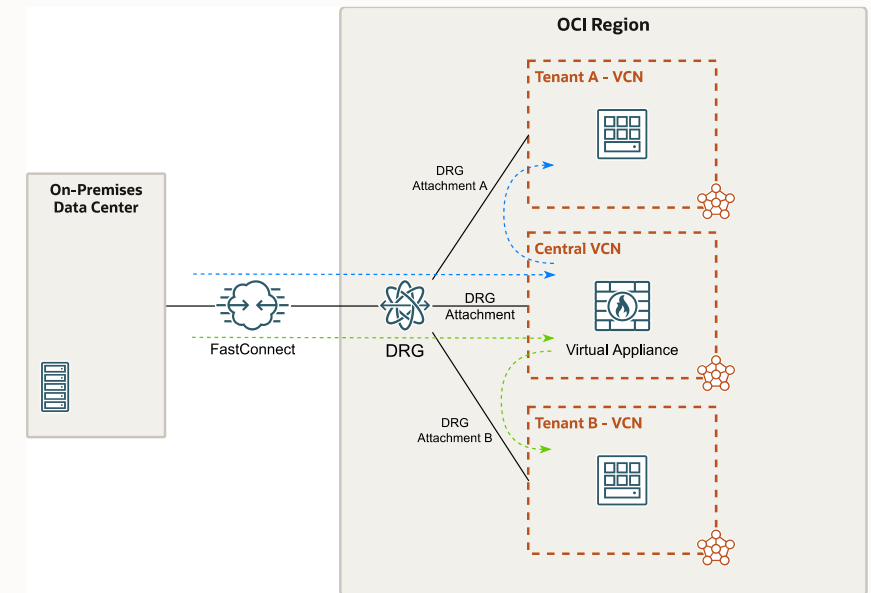 OCI Region
Tenant A - VCN
DRG
Attachment A
On-Premises
Data Center
Central VCN
DRG
Attachment
FastConnect
DRG
Virtual Appliance
Tenant B - VCN
DRG
Attachment B